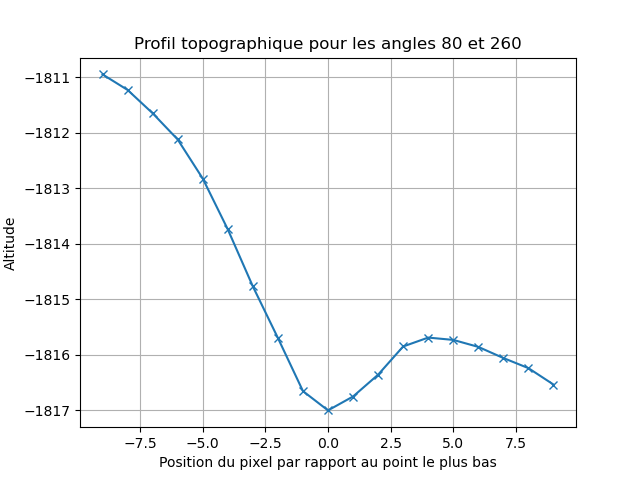 Profil topographique pour les angles 80 et 260
−1811
−1812
−1813
−1814
−1815
−1816
−1817
Altitude
−7.5 −5.0 −2.5 0.0 2.5 5.0 7.5
Position du pixel par rapport au point le plus bas